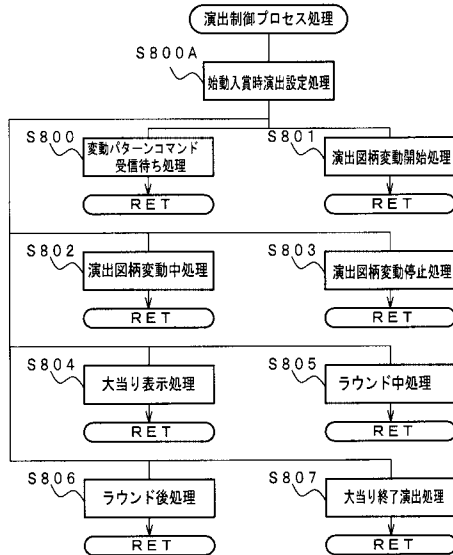 演出制御プロセス処理
S800A
始動入賞時演出設定処理
S800
変動パターンコマンド
受信待ち処理
RET
S801
演出図柄変動開始処理
RET
S802
演出図柄変動中処理
RET
S803
演出図柄変動停止処理
RET
S804
大当り表示処理
RET
S805
ラウンド中処理
RET
S806
ラウンド後処理
RET
S807
大当り終了演出処理
RET